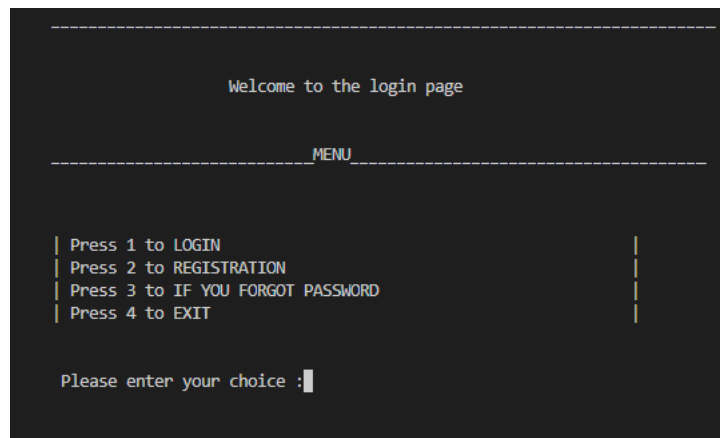 Welcome to the login page
___________________________MENU_____________________________________
| Press 1 to LOGIN |
| Press 2 to REGISTRATION |
| Press 3 to IF YOU FORGOT PASSWORD |
| Press 4 to EXIT |
Please enter your choice :